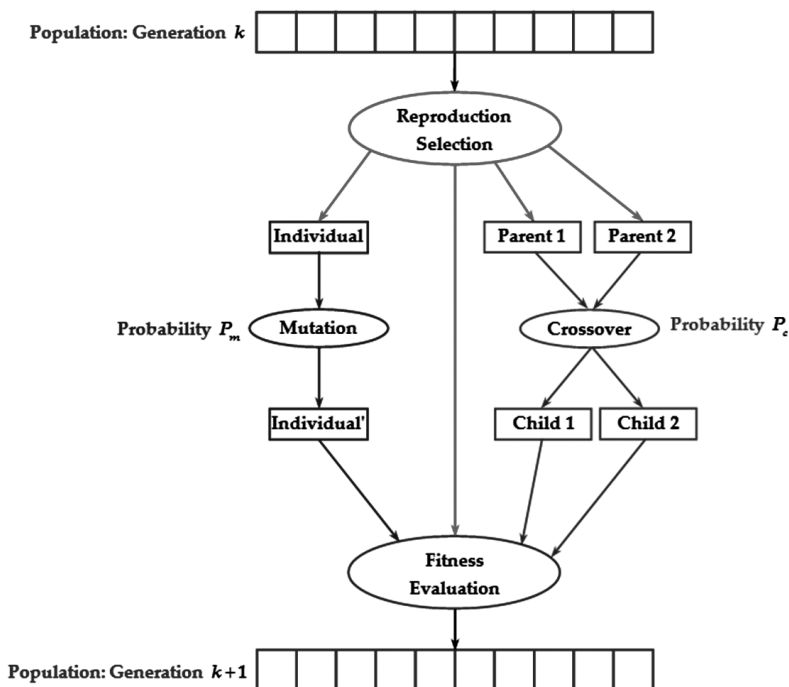 Population: Generation k
Reproduction
Selection
Individual
Parent 1
Parent 2
Probability Pₘ
Mutation
Crossover
Probability P_c
Individual'
Child 1
Child 2
Fitness
Evaluation
Population: Generation k+1